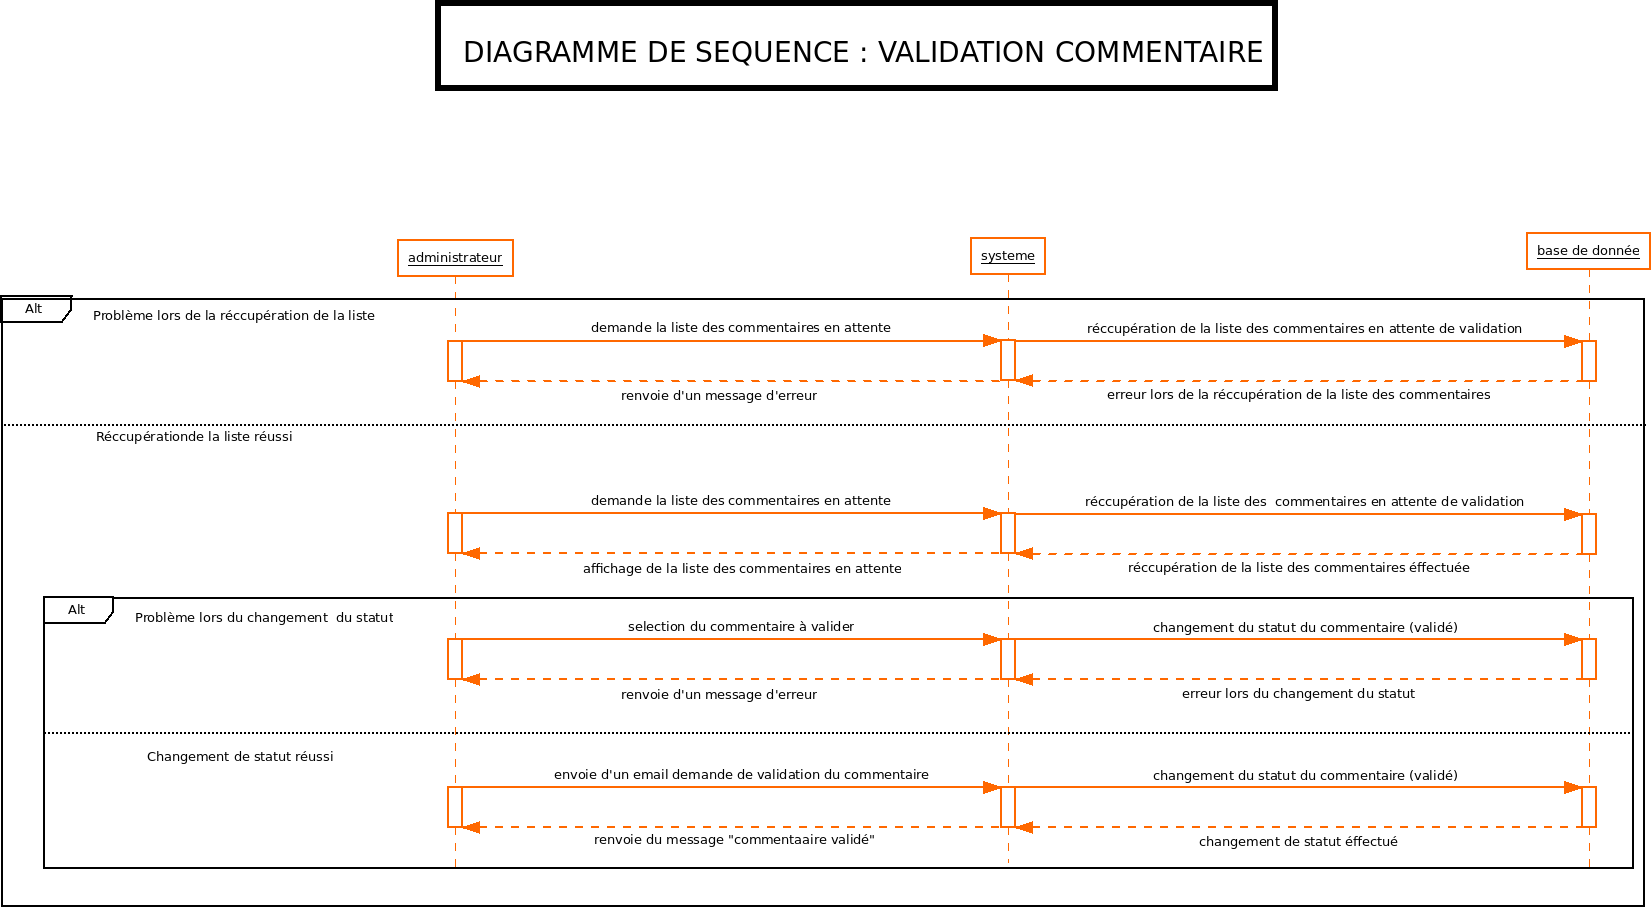 DIAGRAMME DE SEQUENCE : VALIDATION COMMENTAIRE
administrateur
systeme
base de donnée
Alt
Problème lors de la réccupération de la liste
demande la liste des commentaires en attente
réccupération de la liste des commentaires en attente de validation
renvoie d'un message d'erreur
erreur lors de la réccupération de la liste des commentaires
Réccupérationde la liste réussi
demande la liste des commentaires en attente
réccupération de la liste des  commentaires en attente de validation
affichage de la liste des commentaires en attente
réccupération de la liste des commentaires éffectuée
Alt
Problème lors du changement  du statut
selection du commentaire à valider
changement du statut du commentaire (validé)
renvoie d'un message d'erreur
erreur lors du changement du statut
Changement de statut réussi
envoie d'un email demande de validation du commentaire
changement du statut du commentaire (validé)
renvoie du message "commentaaire validé"
changement de statut éffectué